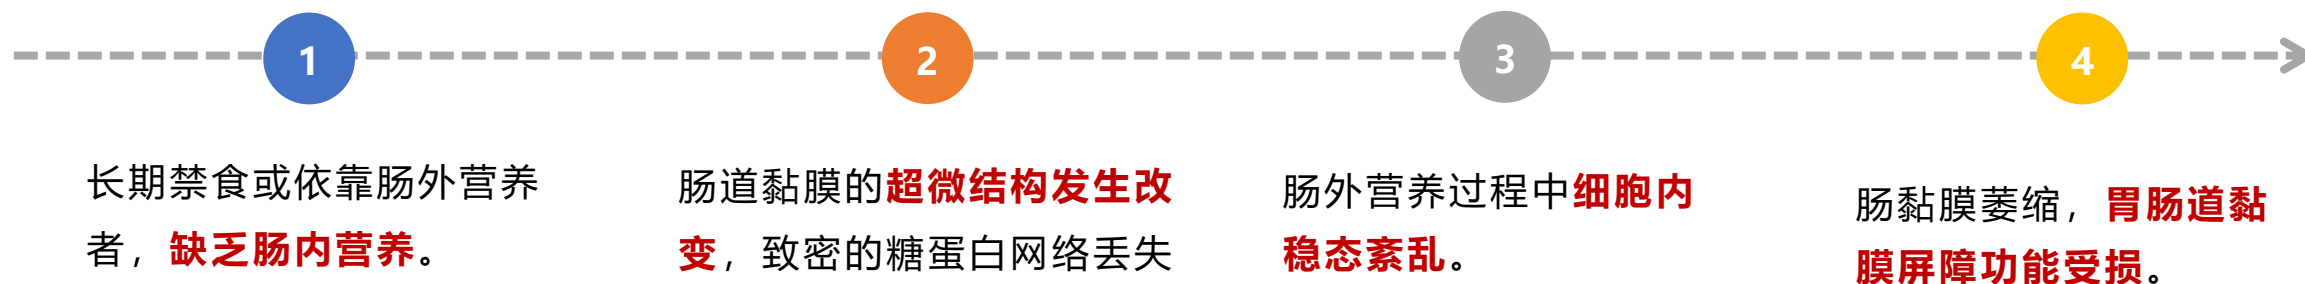 1
2
3
4
长期禁食或依靠肠外营养
者，缺乏肠内营养。
肠道黏膜的超微结构发生改
变，致密的糖蛋白网络丢失
肠外营养过程中细胞内
稳态紊乱。
肠黏膜萎缩，胃肠道黏
膜屏障功能受损。